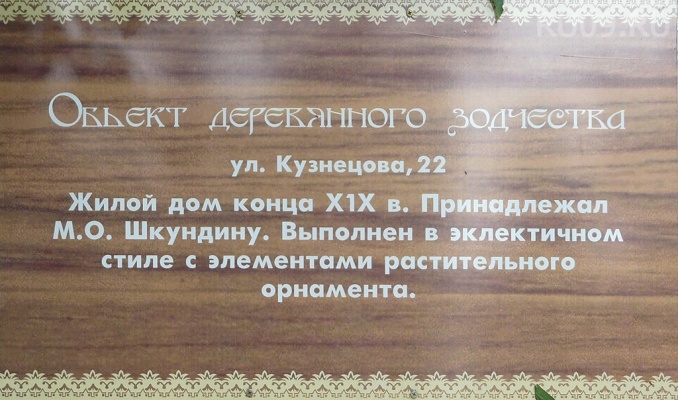 Обьект деревянного зодчества
ул. Кузнецова, 22
Жилой дом конца Х1Х в. Принадлежал
М.О. Шкундину. Выполнен в эклектичном
стиле с элементами растительного
орнамента.